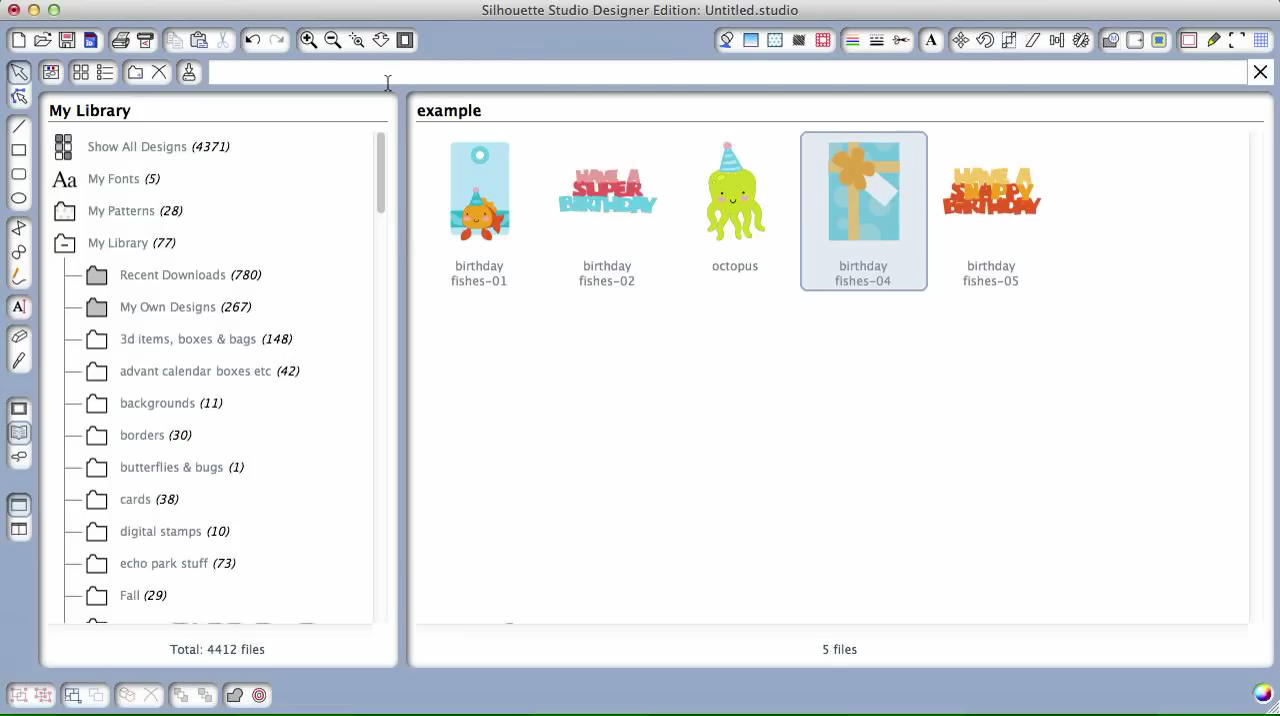 Silhouette Studio Designer Edition: Untitled.studio
My Library
Show All Designs (4371)
Aa My Fonts (5)
My Patterns (28)
My Library (77)
Recent Downloads (780)
My Own Designs (267)
3d items, boxes & bags (148)
advant calendar boxes etc (42)
backgrounds (11)
borders (30)
butterflies & bugs (1)
cards (38)
digital stamps (10)
echo park stuff (73)
Fall (29)
Total: 4412 files
example
HAVE A
SUPER
BIRTHDAY
HAVE A
SNAPPY
BIRTHDAY
birthday
fishes-01
birthday
fishes-02
octopus
birthday
fishes-04
birthday
fishes-05
5 files